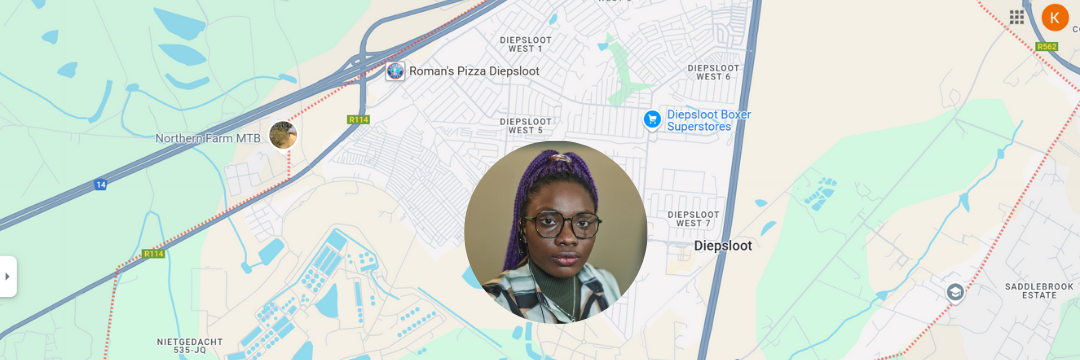 DIEPSLOOT
WEST 1
DIEPSLOOT
WEST 6
R562
Roman's Pizza Diepsloot
Diepsloot Boxer
Superstores
R114
DIEPSLOOT
WEST 5
Northern Farm MTB
14
DIEPSLOOT
WEST 7
Diepsloot
R114
SADDLEBROOK
ESTATE
NIETGEDACHT
535-JQ
K